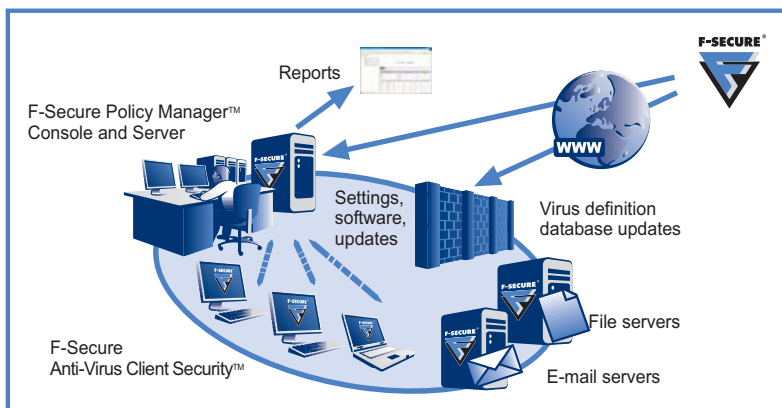 F-SECURE®
Reports
F-Secure Policy Manager™
Console and Server
F-SECURE®
WWW
Settings,
software,
updates
Virus definition
database updates
F-SECURE®
File servers
F-SECURE®
E-mail servers
F-Secure
Anti-Virus Client Security™